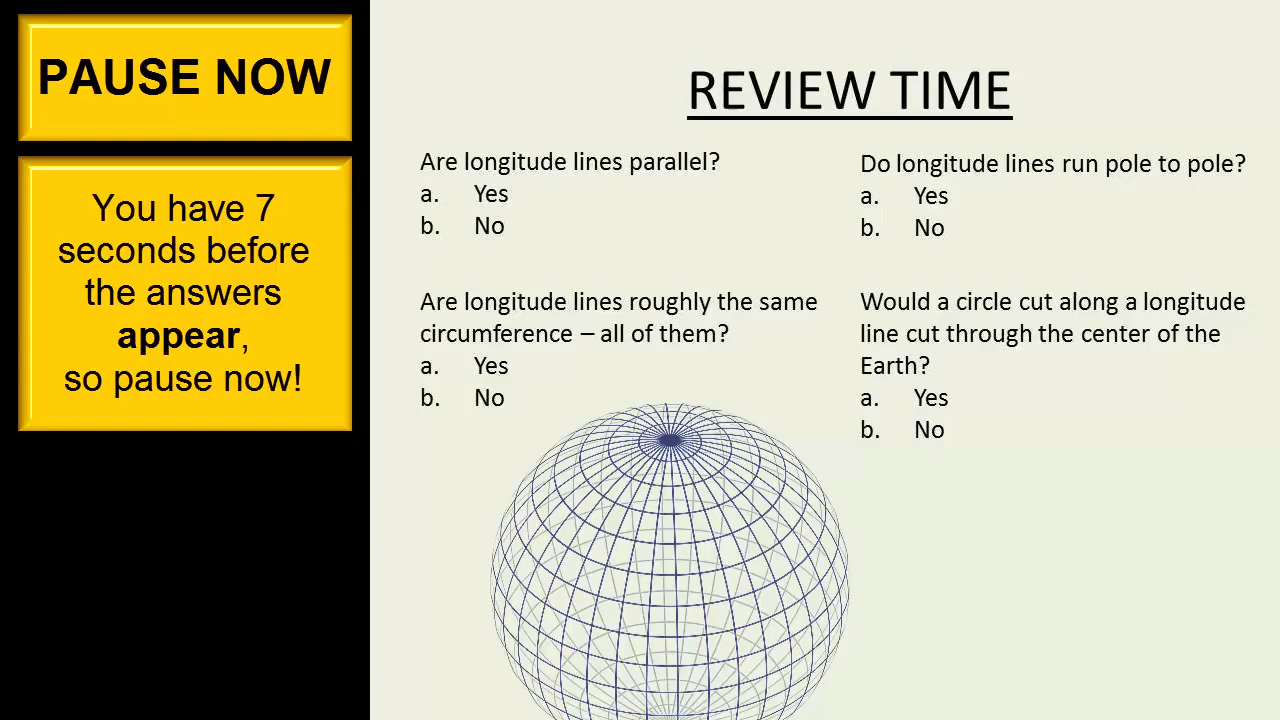 PAUSE NOW
You have 7
seconds before
the answers
appear,
so pause now!
REVIEW TIME
Are longitude lines parallel?
a. Yes
b. No
Do longitude lines run pole to pole?
a. Yes
b. No
Are longitude lines roughly the same
circumference – all of them?
a. Yes
b. No
Would a circle cut along a longitude
line cut through the center of the
Earth?
a. Yes
b. No